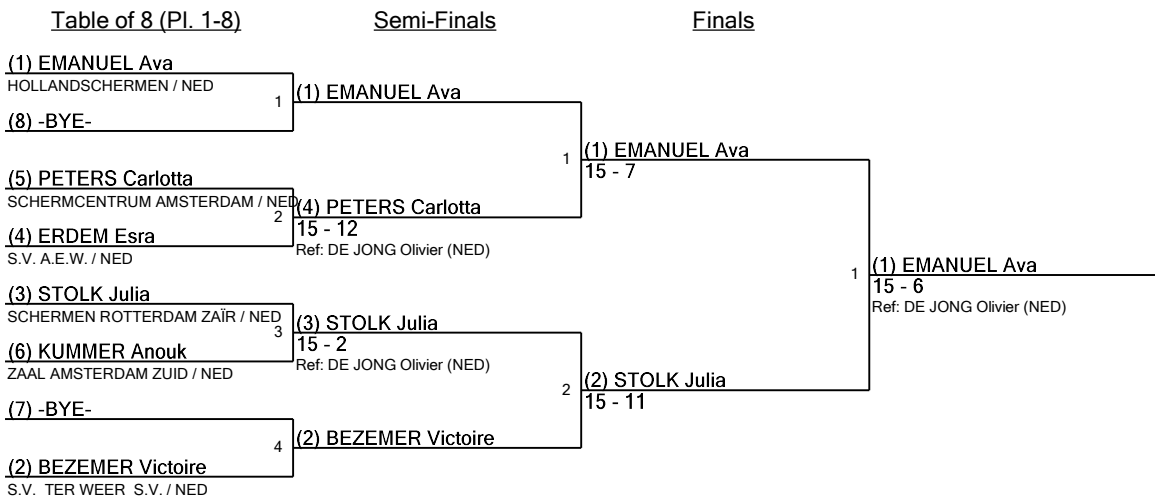 Table of 8 (Pl. 1-8)
Semi-Finals
Finals
(1) EMANUEL Ava
HOLLANDSCHERMEN / NED
1
(8) -BYE-
(5) PETERS Carlotta
SCHERMCENTRUM AMSTERDAM / NED
2
(4) ERDEM Esra
S.V. A.E.W. / NED
(3) STOLK Julia
SCHERMEN ROTTERDAM ZAÏR / NED
3
(6) KUMMER Anouk
ZAAL AMSTERDAM ZUID / NED
(7) -BYE-
4
(2) BEZEMER Victoire
S.V. TER WEER S.V. / NED
(1) EMANUEL Ava
1
(4) PETERS Carlotta
15 - 12
Ref: DE JONG Olivier (NED)
(3) STOLK Julia
15 - 2
Ref: DE JONG Olivier (NED)
2
(2) BEZEMER Victoire
(1) EMANUEL Ava
15 - 7
1
(2) STOLK Julia
15 - 11
(1) EMANUEL Ava
15 - 6
Ref: DE JONG Olivier (NED)